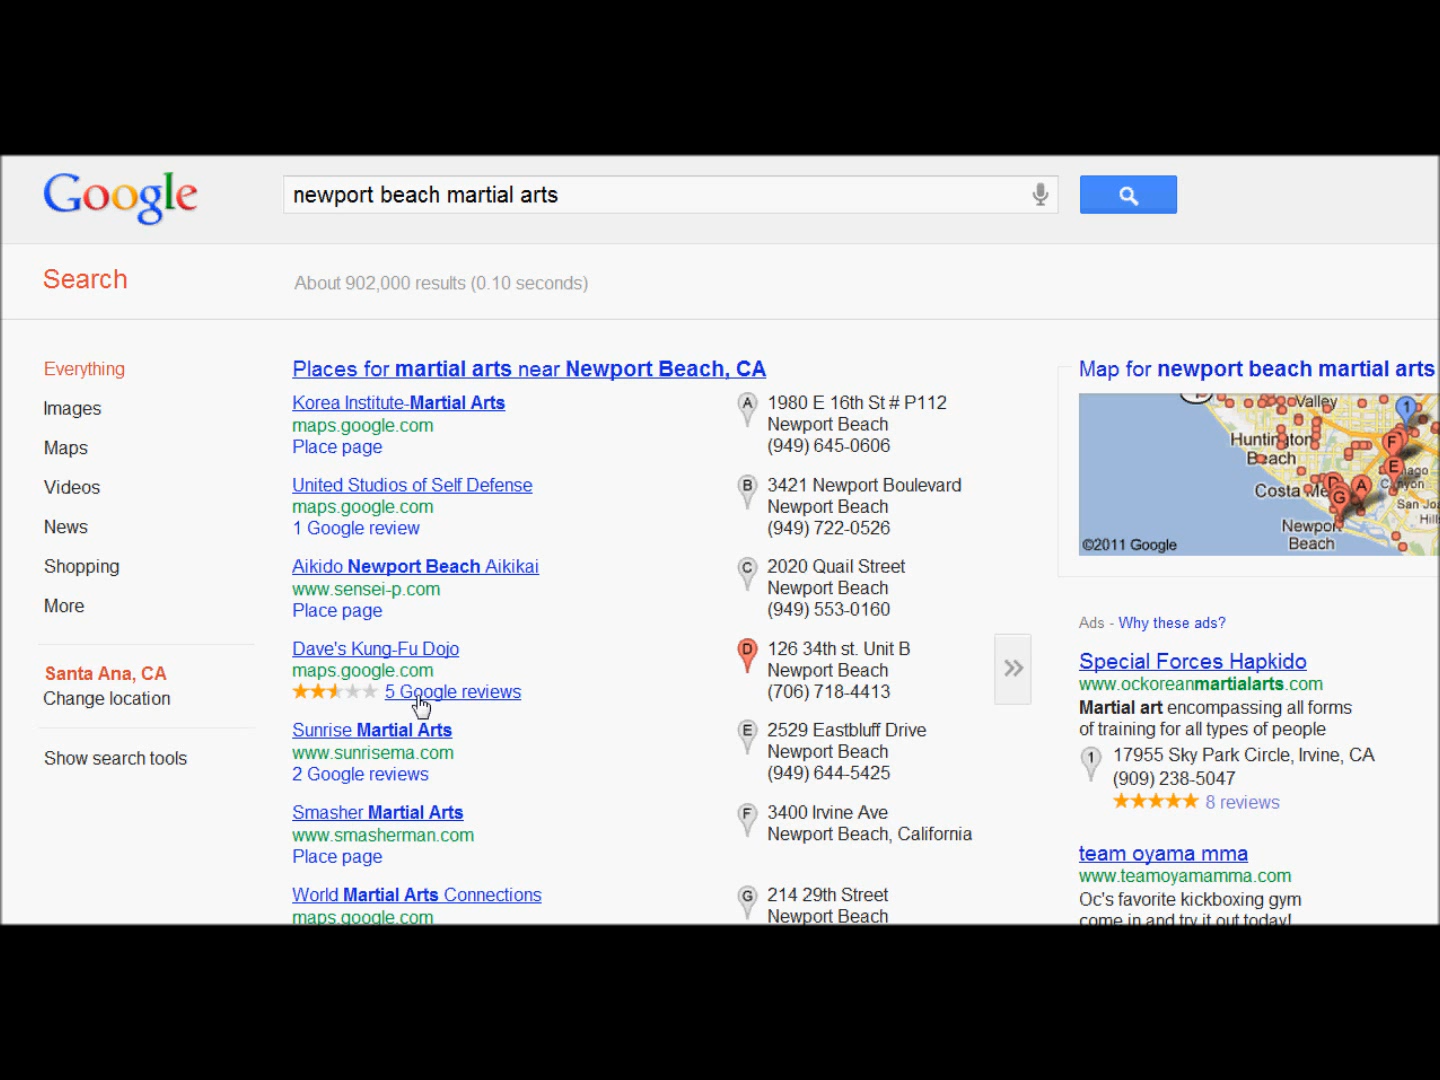 Google
newport beach martial arts
Search
About 902,000 results (0.10 seconds)
Everything
Images
Maps
Videos
News
Shopping
More
Santa Ana, CA
Change location
Show search tools
Places for martial arts near Newport Beach, CA
Korea Institute-Martial Arts
maps.google.com
Place page
A
1980 E 16th St # P112
Newport Beach
(949) 645-0606
United Studios of Self Defense
maps.google.com
1 Google review
B
3421 Newport Boulevard
Newport Beach
(949) 722-0526
Aikido Newport Beach Aikikai
www.sensei-p.com
Place page
C
2020 Quail Street
Newport Beach
(949) 553-0160
Dave's Kung-Fu Dojo
maps.google.com
5 Google reviews
D
126 34th st. Unit B
Newport Beach
(706) 718-4413
Sunrise Martial Arts
www.sunrisema.com
2 Google reviews
E
2529 Eastbluff Drive
Newport Beach
(949) 644-5425
Smasher Martial Arts
www.smasherman.com
Place page
F
3400 Irvine Ave
Newport Beach, California
World Martial Arts Connections
maps.google.com
G
214 29th Street
Newport Beach
Map for newport beach martial arts
Valley
1
Huntington
Beach
F
E
Costa Me
D
A
G
San Joa
Hill
Newpor
Beach
©2011 Google
Ads - Why these ads?
Special Forces Hapkido
www.ockoreanmartialarts.com
Martial art encompassing all forms
of training for all types of people
1
17955 Sky Park Circle, Irvine, CA
(909) 238-5047
8 reviews
team oyama mma
www.teamoyamamma.com
Oc's favorite kickboxing gym
come in and try it out today!